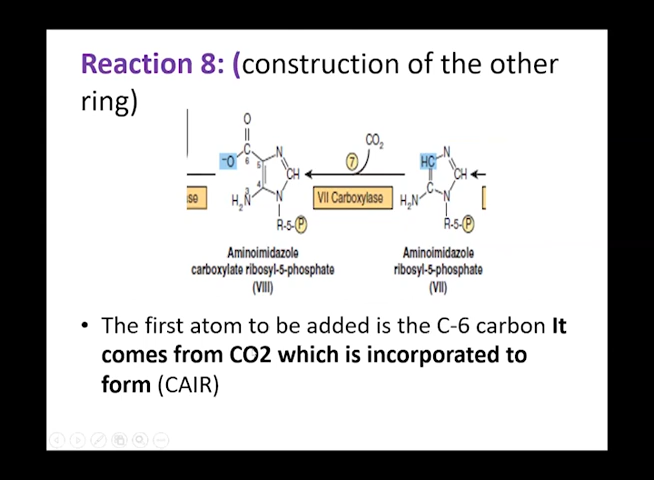 Reaction 8: (construction of the other
ring)
O
CO₂
C
N
⁻O
6
5
CH
7
HC
N
CH
se
H₂N
3
4
N
VII Carboxylase
H₂N
C
N
R-5-P
R-5-P
Aminoimidazole
carboxylate ribosyl-5-phosphate
(VIII)
Aminoimidazole
ribosyl-5-phosphate
(VII)
• The first atom to be added is the C-6 carbon It
comes from CO2 which is incorporated to
form (CAIR)